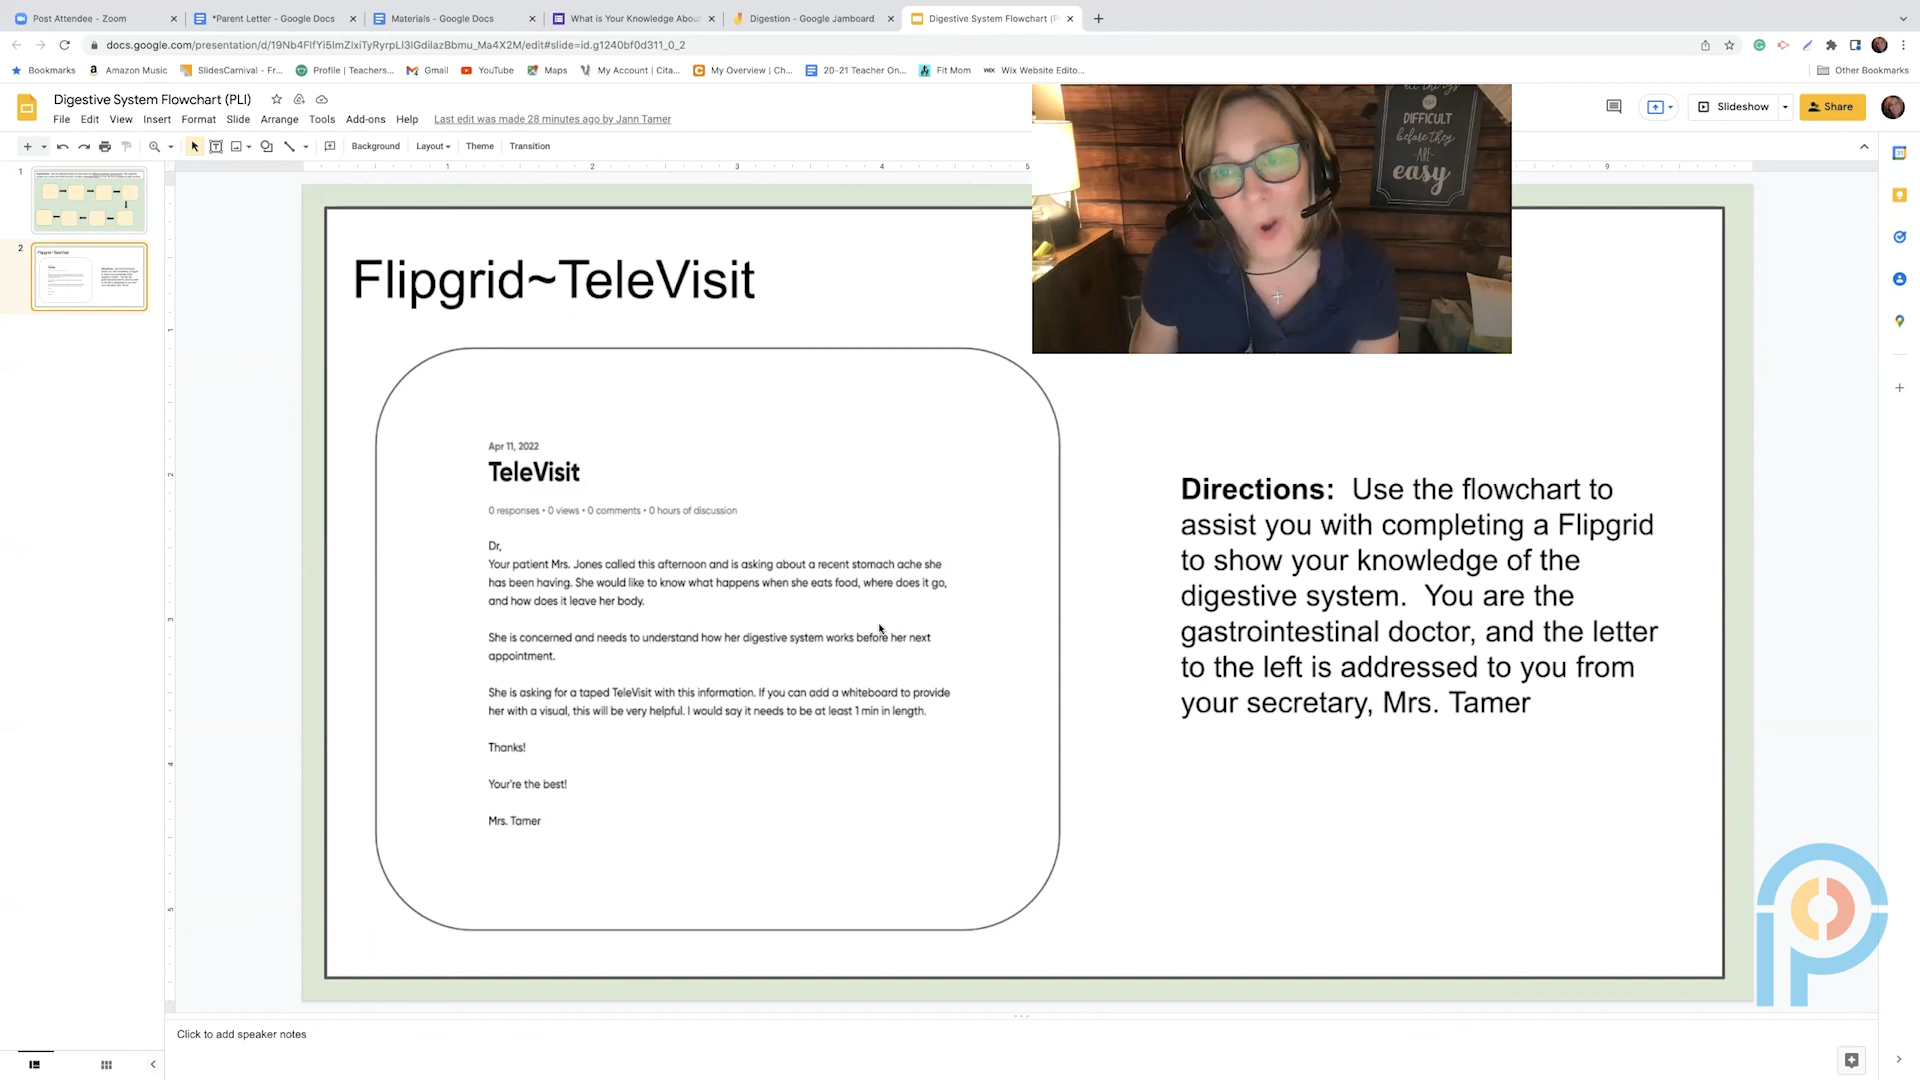 Post Attendee - Zoom
*Parent Letter - Google Docs
Materials - Google Docs
What is Your Knowledge Abou
Digestion - Google Jamboard
Digestive System Flowchart (P
docs.google.com/presentation/d/19Nb4FIfYi5ImZlxiTyRyrpLI3lGdilazBbmu_Ma4X2M/edit#slide=id.g1240bf0d311_0_2
Bookmarks
Amazon Music
SlidesCarnival - Fr...
Profile | Teachers...
Gmail
YouTube
Maps
My Account | Cita...
My Overview | Ch...
20-21 Teacher On...
Fit Mom
WIX
Wix Website Edito...
Other Bookmarks
Digestive System Flowchart (PLI)
File Edit View Insert Format Slide Arrange Tools Add-ons Help
Last edit was made 28 minutes ago by Jann Tamer
Slideshow
Share
Background
Layout
Theme
Transition
DIFFICULT
before they
-ARE-
easy
1
2
Flipgrid~TeleVisit
Apr 11, 2022
TeleVisit
0 responses • 0 views • 0 comments • 0 hours of discussion
Dr,
Your patient Mrs. Jones called this afternoon and is asking about a recent stomach ache she
has been having. She would like to know what happens when she eats food, where does it go,
and how does it leave her body.
She is concerned and needs to understand how her digestive system works before her next
appointment.
She is asking for a taped TeleVisit with this information. If you can add a whiteboard to provide
her with a visual, this will be very helpful. I would say it needs to be at least 1 min in length.
Thanks!
Your're the best!
Mrs. Tamer
Directions: Use the flowchart to
assist you with completing a Flipgrid
to show your knowledge of the
digestive system. You are the
gastrointestinal doctor, and the letter
to the left is addressed to you from
your secretary, Mrs. Tamer
Click to add speaker notes